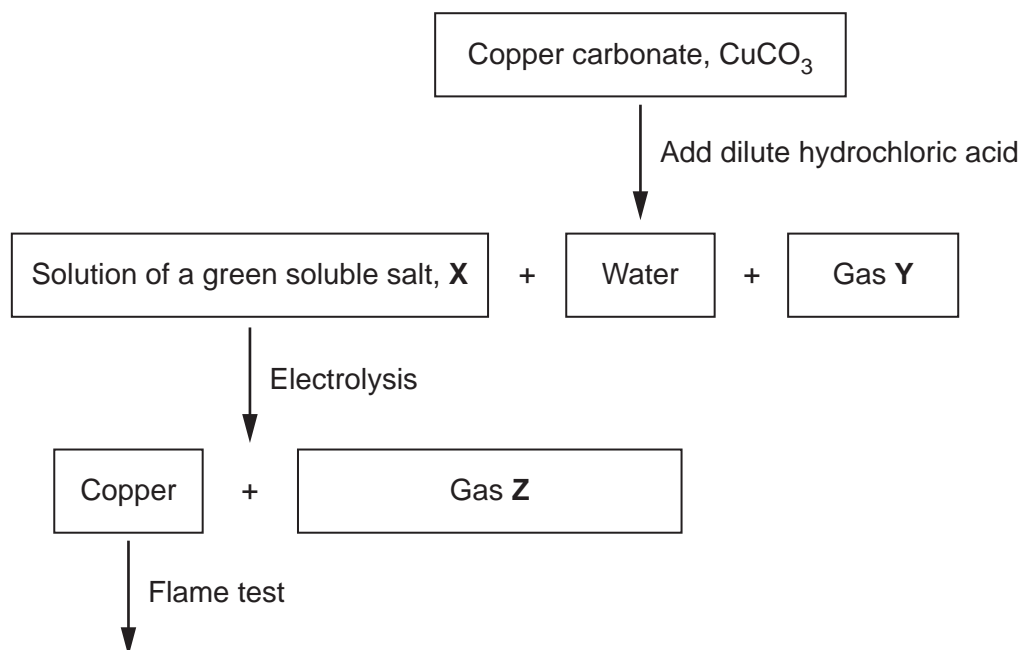 Copper carbonate, CuCO₃
Add dilute hydrochloric acid
Solution of a green soluble salt, X + Water + Gas Y
Electrolysis
Copper + Gas Z
Flame test